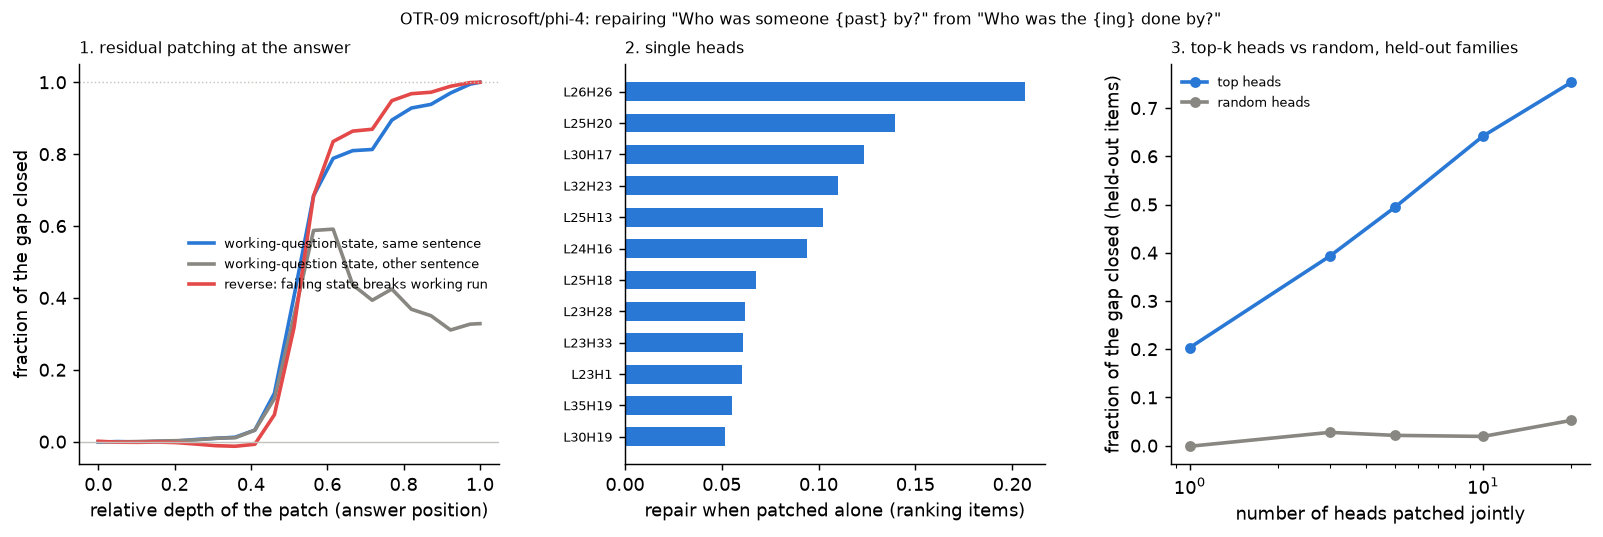 OTR-09 microsoft/phi-4: repairing "Who was someone {past} by?" from "Who was the {ing} done by?"
1. residual patching at the answer
fraction of the gap closed
1.0
0.8
0.6
0.4
0.2
0.0
working-question state, same sentence
working-question state, other sentence
reverse: failing state breaks working run
0.0 0.2 0.4 0.6 0.8 1.0
relative depth of the patch (answer position)
2. single heads
L26H26
L25H20
L30H17
L32H23
L25H13
L24H16
L25H18
L23H28
L23H33
L23H1
L35H19
L30H19
0.00 0.05 0.10 0.15 0.20
repair when patched alone (ranking items)
3. top-k heads vs random, held-out families
fraction of the gap closed (held-out items)
top heads
random heads
0.7
0.6
0.5
0.4
0.3
0.2
0.1
0.0
10⁰ 10¹
number of heads patched jointly